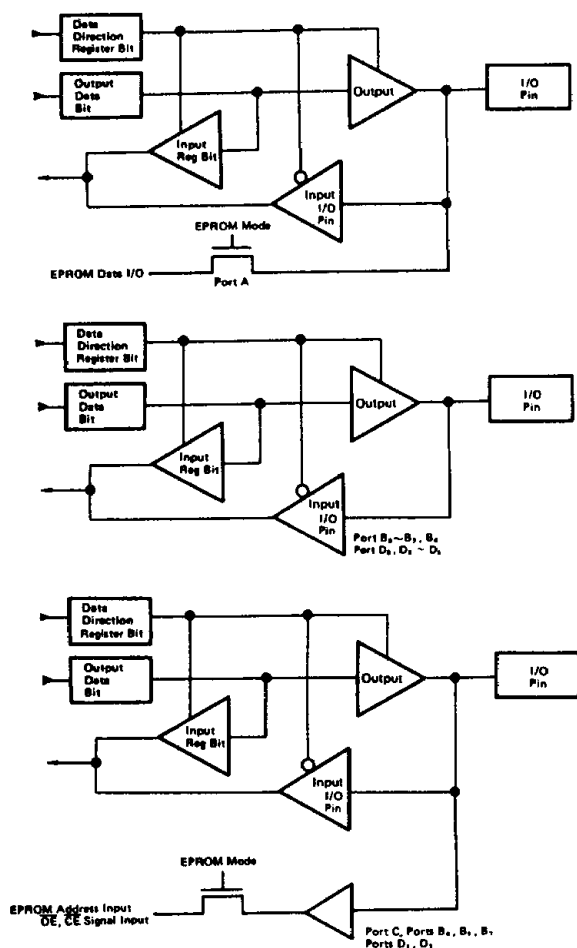 Data
Direction
Register Bit
Output
Data
Bit
Output
I/O
Pin
Input
Reg Bit
Input
I/O
Pin
EPROM Mode
EPROM Data I/O
Port A
Data
Direction
Register Bit
Output
Data
Bit
Output
I/O
Pin
Input
Reg Bit
Input
I/O
Pin
Port
Port
Data
Direction
Register Bit
Output
Data
Bit
Output
I/O
Pin
Input
Reg Bit
Input
I/O
Pin
EPROM Mode
EPROM Address Input
OE, CE Signal Input
Port C, Ports
Ports